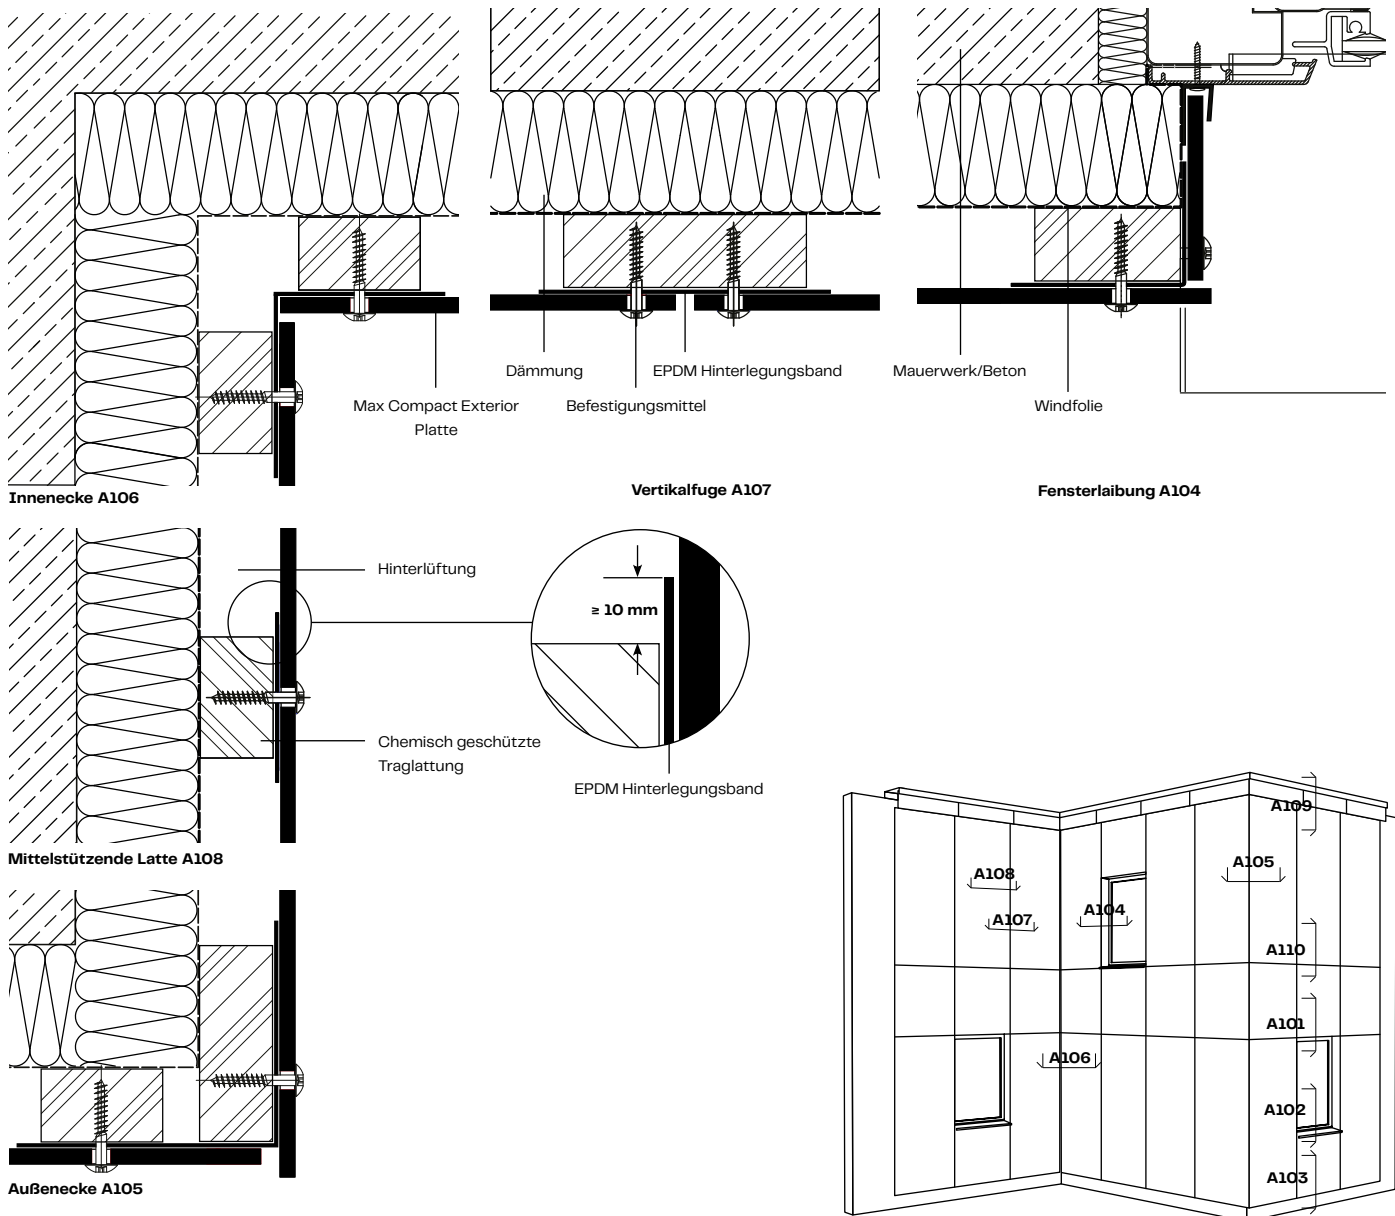 Dämmung
EPDM Hinterlegungsband
Mauerwerk/Beton
Max Compact Exterior
Platte
Befestigungsmittel
Windfolie
Innenecke A106
Vertikalfuge A107
Fensterlaibung A104
Hinterlüftung
≥ 10 mm
Chemisch geschützte
Traglattung
EPDM Hinterlegungsband
Mittelstützende Latte A108
Außenecke A105
A109
A105
A108
A104
A107
A110
A101
A106
A102
A103